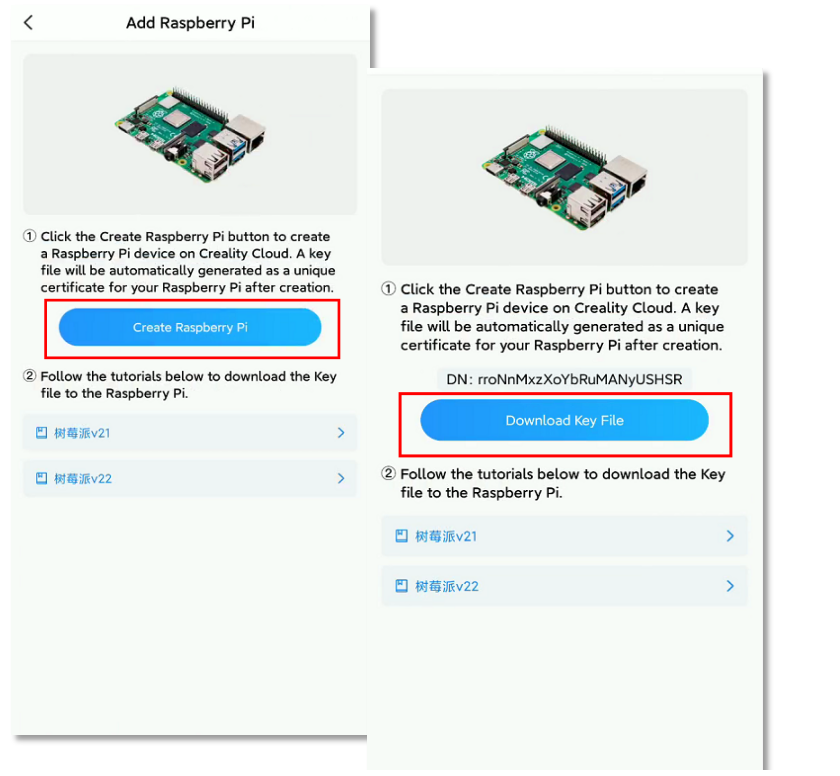 Add Raspberry Pi
① Click the Create Raspberry Pi button to create
a Raspberry Pi device on Creality Cloud. A key
file will be automatically generated as a unique
certificate for your Raspberry Pi after creation.
Create Raspberry Pi
② Follow the tutorials below to download the Key
file to the Raspberry Pi.
树莓派v21
树莓派v22
① Click the Create Raspberry Pi button to create
a Raspberry Pi device on Creality Cloud. A key
file will be automatically generated as a unique
certificate for your Raspberry Pi after creation.
DN: rroNnMxzXoYbRuMANyUSHSR
Download Key File
② Follow the tutorials below to download the Key
file to the Raspberry Pi.
树莓派v21
树莓派v22